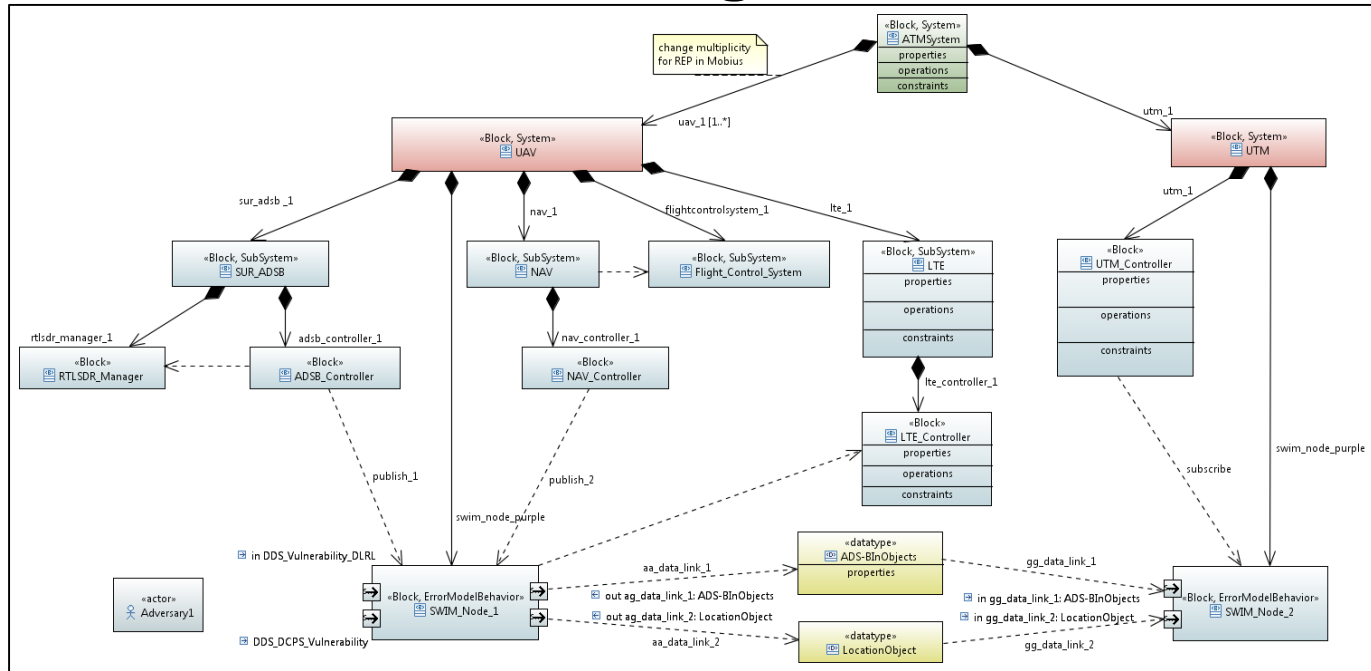 «Block, System»
ATMSystem
properties
operations
constraints
change multiplicity
for REP in Mobius
uav_1 [1..*]
utm_1
«Block, System»
UAV
«Block, System»
UTM
sur_adsb _1
nav_1
flightcontrolsystem_1
lte_1
utm_1
«Block, SubSystem»
SUR_ADSB
«Block, SubSystem»
NAV
«Block, SubSystem»
Flight_Control_System
«Block, SubSystem»
LTE
properties
operations
constraints
«Block»
UTM_Controller
properties
operations
constraints
rtlsdr_manager_1
adsb_controller_1
nav_controller_1
lte_controller_1
«Block»
RTLSDR_Manager
«Block»
ADSB_Controller
«Block»
NAV_Controller
«Block»
LTE_Controller
properties
operations
constraints
publish_1
publish_2
subscribe
swim_node_purple
swim_node_purple
in DDS_Vulnerability_DLRL
DDS_DCPS_Vulnerability
«actor»
Adversary1
«Block, ErrorModelBehavior»
SWIM_Node_1
aa_data_link_1
out ag_data_link_1: ADS-BInObjects
out ag_data_link_2: LocationObject
aa_data_link_2
«datatype»
ADS-BInObjects
properties
«datatype»
LocationObject
gg_data_link_1
in gg_data_link_1: ADS-BInObjects
in gg_data_link_2: LocationObject
gg_data_link_2
«Block, ErrorModelBehavior»
SWIM_Node_2